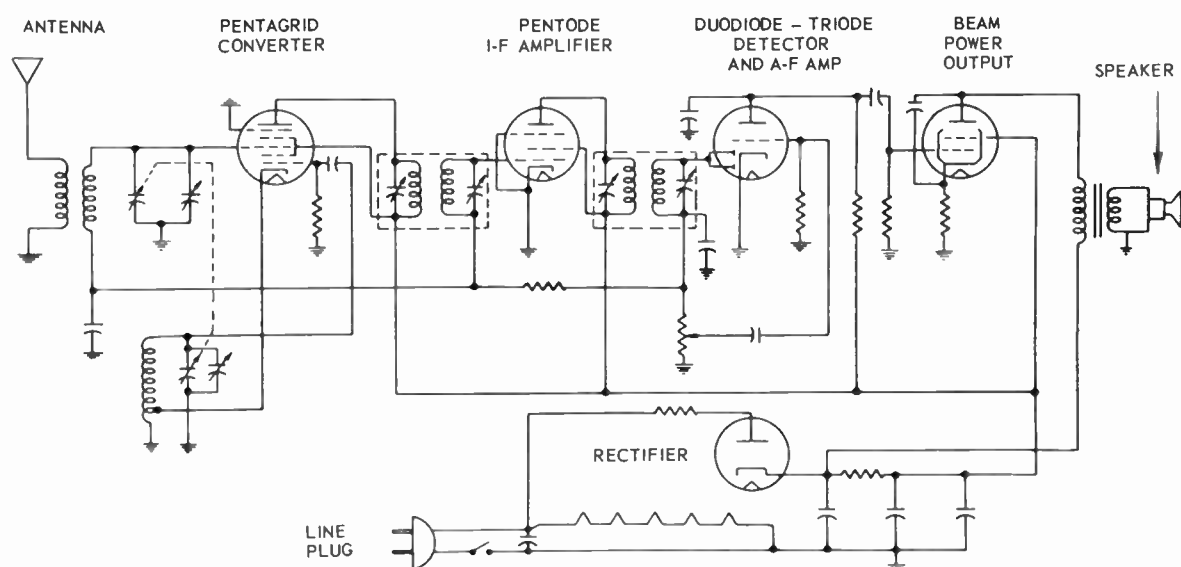 ANTENNA
PENTAGRID
CONVERTER
PENTODE
I-F AMPLIFIER
DUODIODE – TRIODE
DETECTOR
AND A-F AMP
BEAM
POWER
OUTPUT
SPEAKER
RECTIFIER
LINE
PLUG